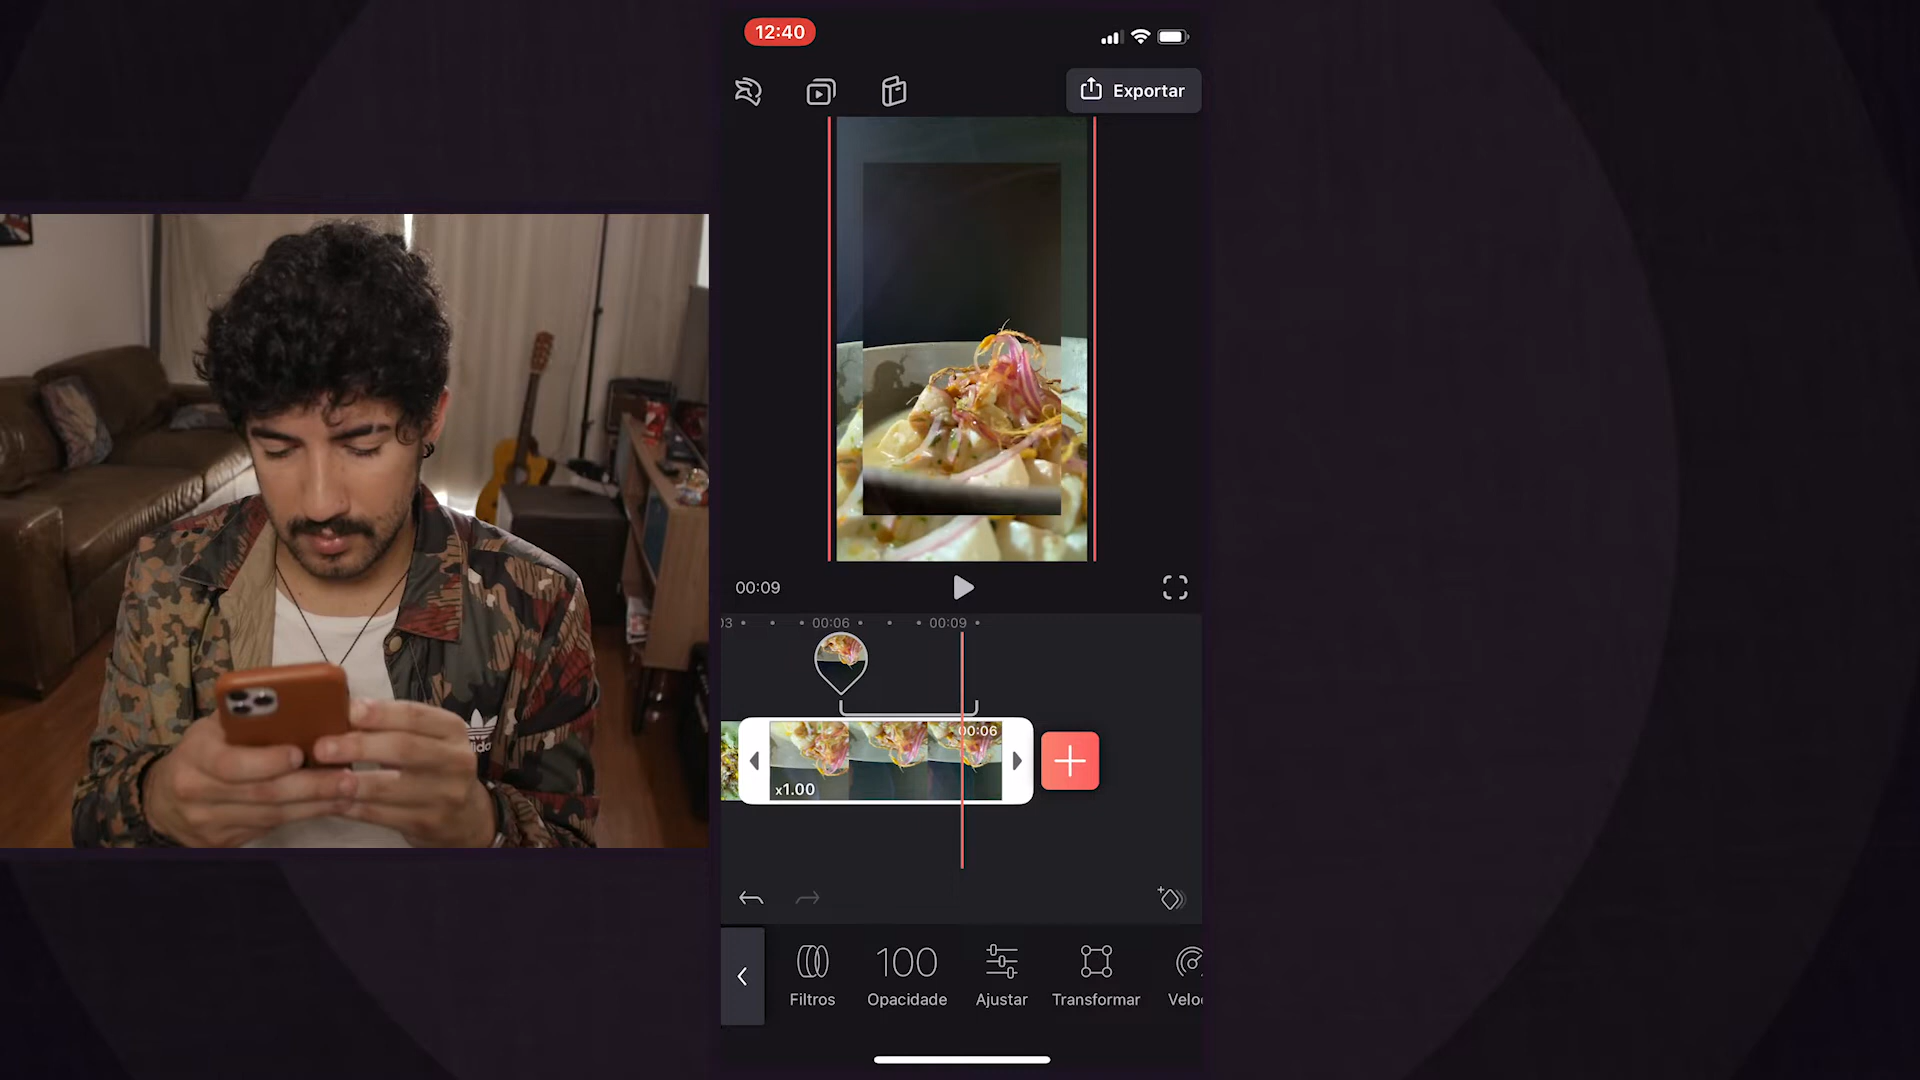 12:40
Exportar
00:09
03
00:06
00:09
00:06
x1.00
100
Filtros
Opacidade
Ajustar
Transformar
Velo